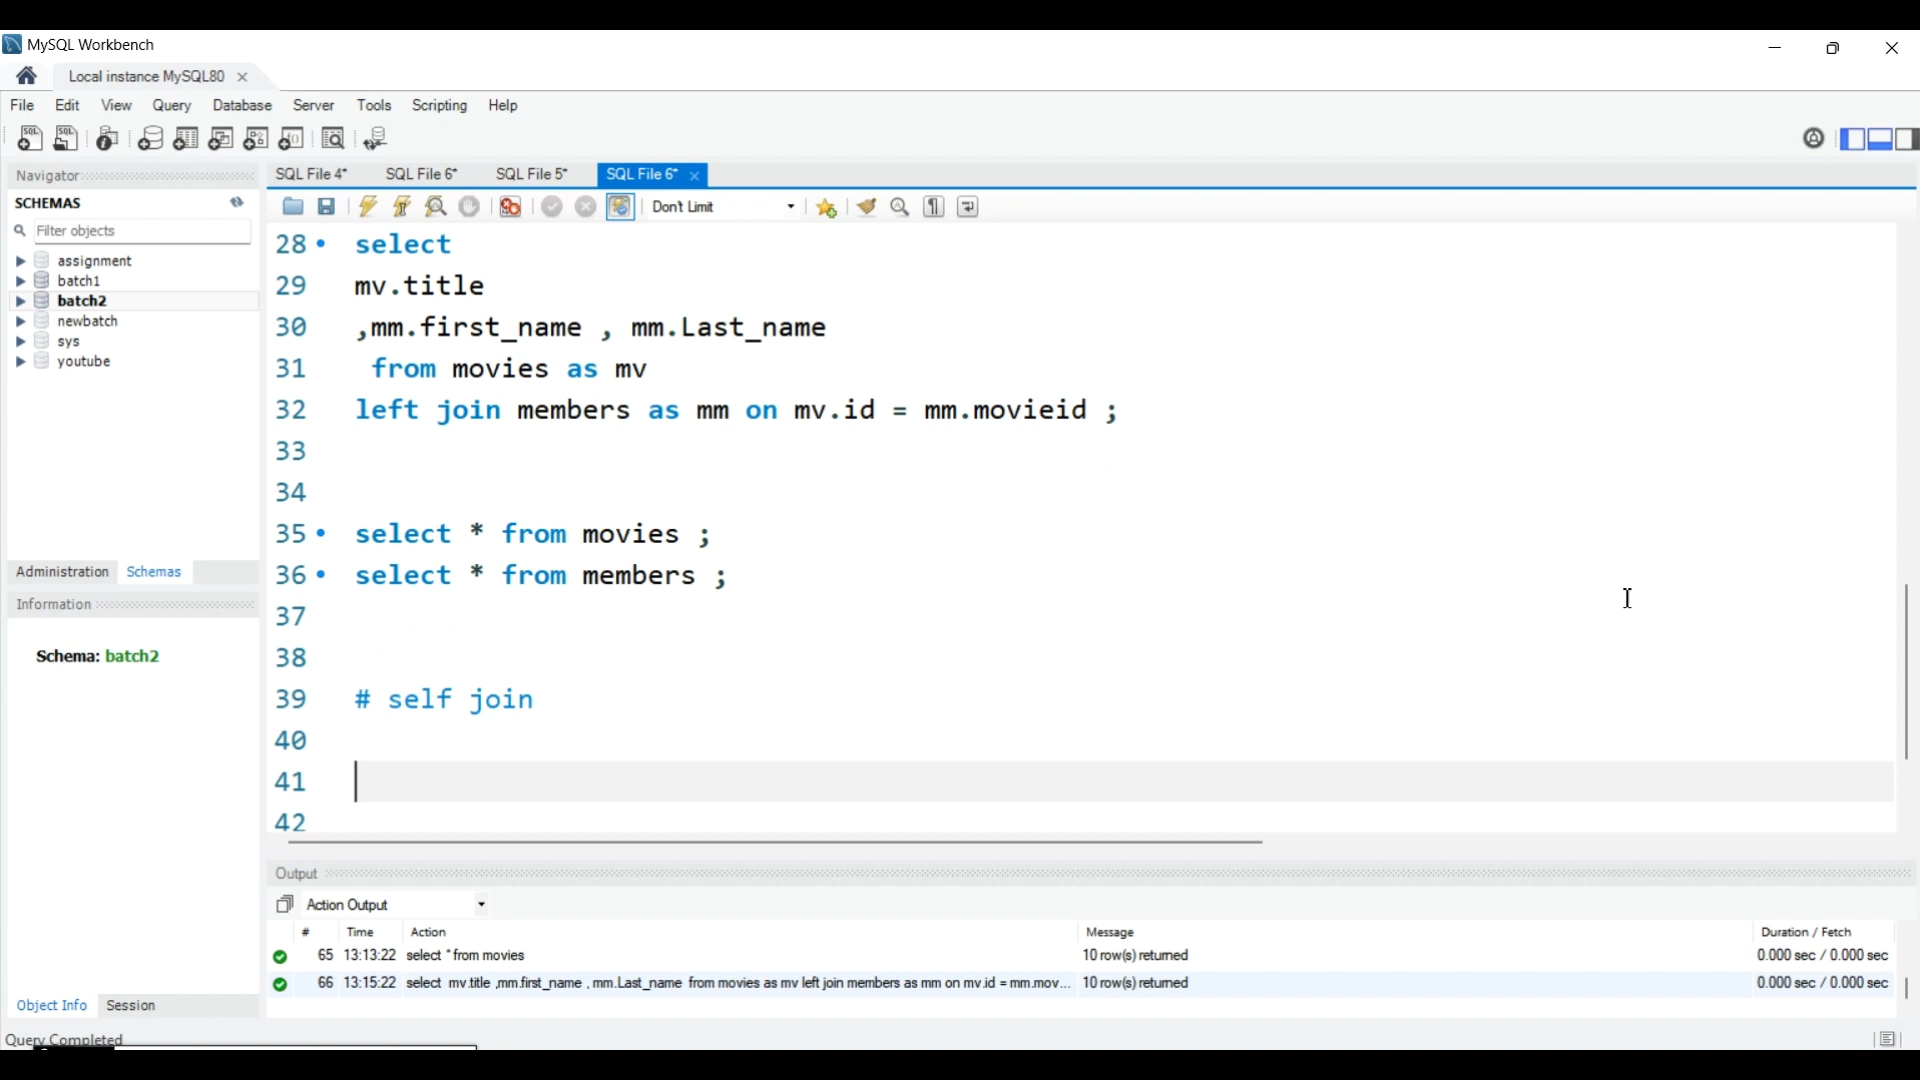 MySQL Workbench
Local instance MySQL80
File Edit View Query Database Server Tools Scripting Help
Navigator
SCHEMAS
Filter objects
assignment
batch1
batch2
newbatch
sys
youtube
Administration Schemas
Information
Schema: batch2
Object Info Session
SQL File 4* SQL File 6* SQL File 5* SQL File 6*
Don't Limit
28 select
29 mv.title
30 ,mm.first_name , mm.Last_name
31 from movies as mv
32 left join members as mm on mv.id = mm.movieid ;
33
34
35 select * from movies ;
36 select * from members ;
37
38
39 # self join
40
41
42
Output
Action Output
# Time Action Message Duration / Fetch
65 13:13:22 select * from movies 10 row(s) returned 0.000 sec / 0.000 sec
66 13:15:22 select mv.title ,mm.first_name , mm.Last_name from movies as mv left join members as mm on mv.id = mm.mov... 10 row(s) returned 0.000 sec / 0.000 sec
Query Completed